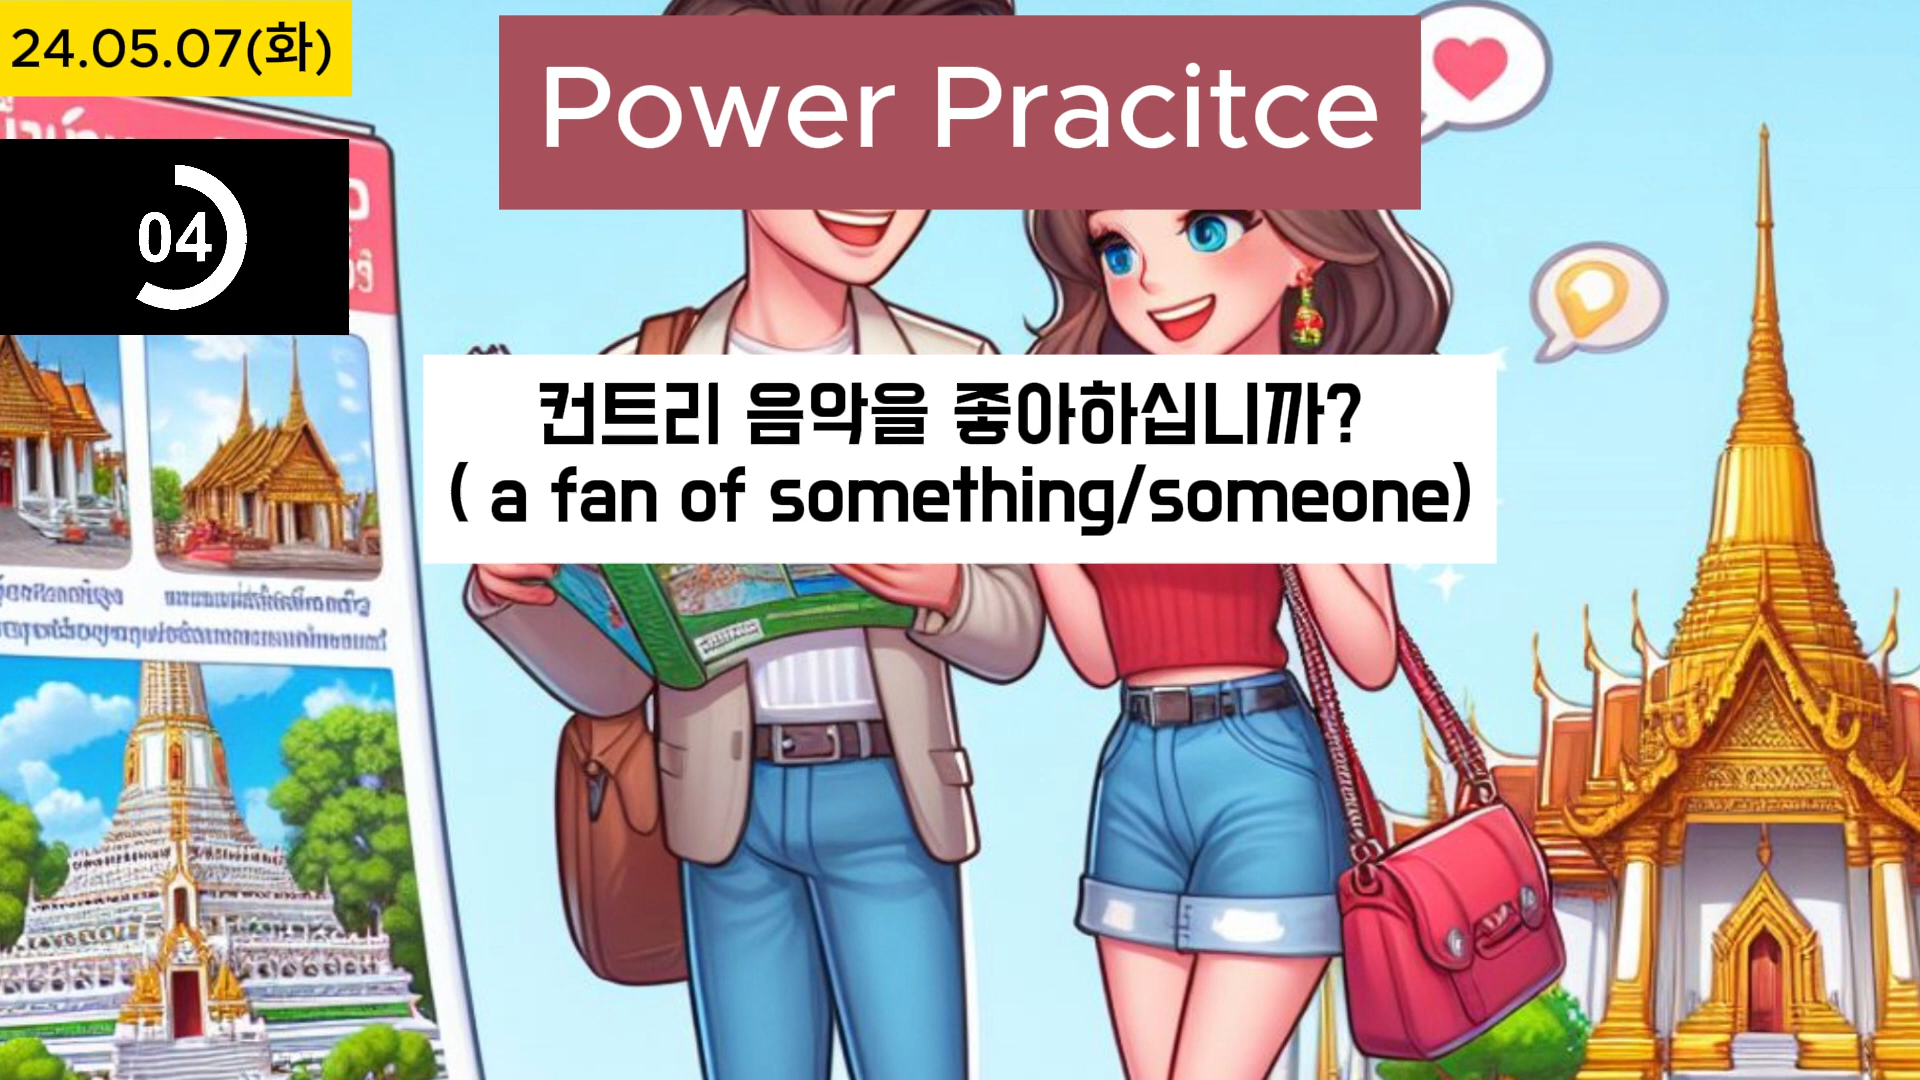 24.05.07(화)
Power Pracitce
04
컨트리 음악을 좋아하십니까?
( a fan of something/someone)